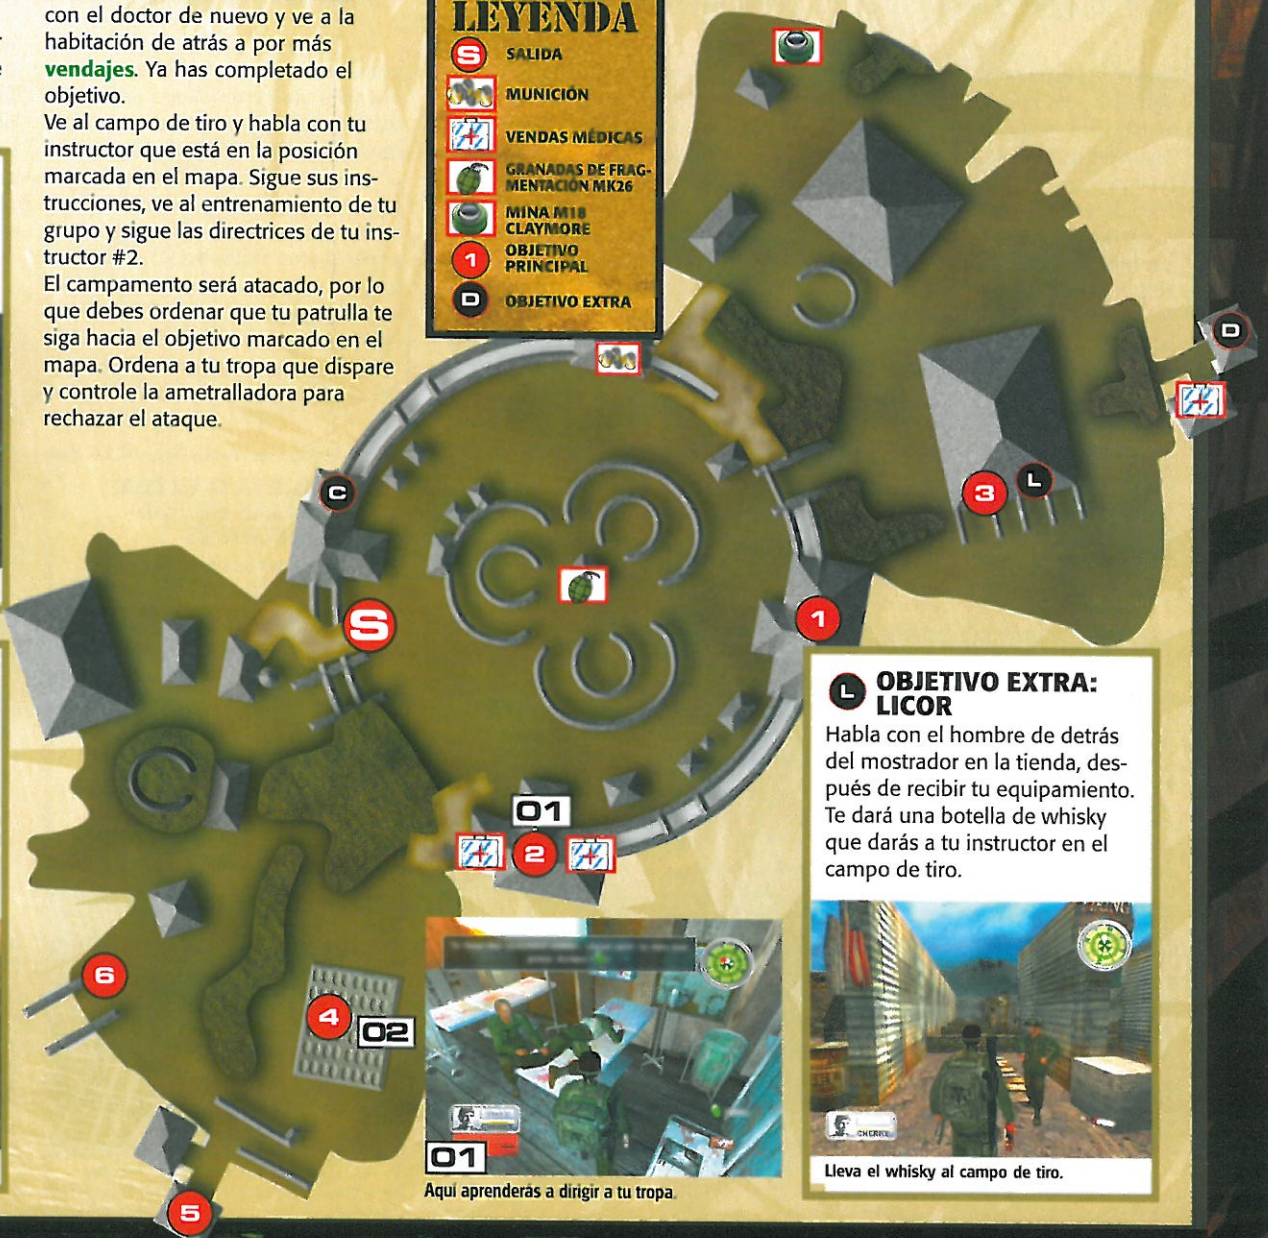 con el doctor de nuevo y ve a la
habitación de atrás a por más
vendajes. Ya has completado el
objetivo.
Ve al campo de tiro y habla con tu
instructor que está en la posición
marcada en el mapa. Sigue sus ins-
trucciones, ve al entrenamiento de tu
grupo y sigue las directrices de tu ins-
tructor #2.
El campamento será atacado, por lo
que debes ordenar que tu patrulla te
siga hacia el objetivo marcado en el
mapa. Ordena a tu tropa que dispare
y controle la ametralladora para
rechazar el ataque.
LEYENDA
S SALIDA
MUNICIÓN
VENDAS MÉDICAS
GRANADAS DE FRAG-
MENTACIÓN MK26
MINA M18
CLAYMORE
1 OBJETIVO
PRINCIPAL
D OBJETIVO EXTRA
D
C
3
L
S
1
01
2
6
4
02
5
L OBJETIVO EXTRA:
LICOR
Habla con el hombre de detrás
del mostrador en la tienda, des-
pués de recibir tu equipamiento.
Te dará una botella de whisky
que darás a tu instructor en el
campo de tiro.
CHERRY
Lleva el whisky al campo de tiro.
01
Aquí aprenderás a dirigir a tu tropa.